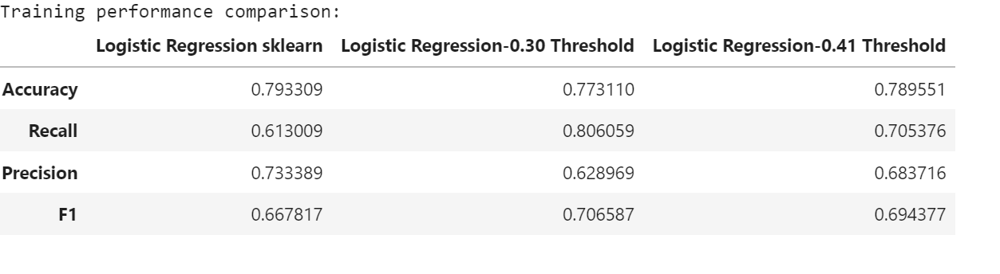 Training performance comparison:
Logistic Regression sklearn Logistic Regression-0.30 Threshold Logistic Regression-0.41 Threshold
Accuracy 0.793309 0.773110 0.789551
Recall 0.613009 0.806059 0.705376
Precision 0.733389 0.628969 0.683716
F1 0.667817 0.706587 0.694377